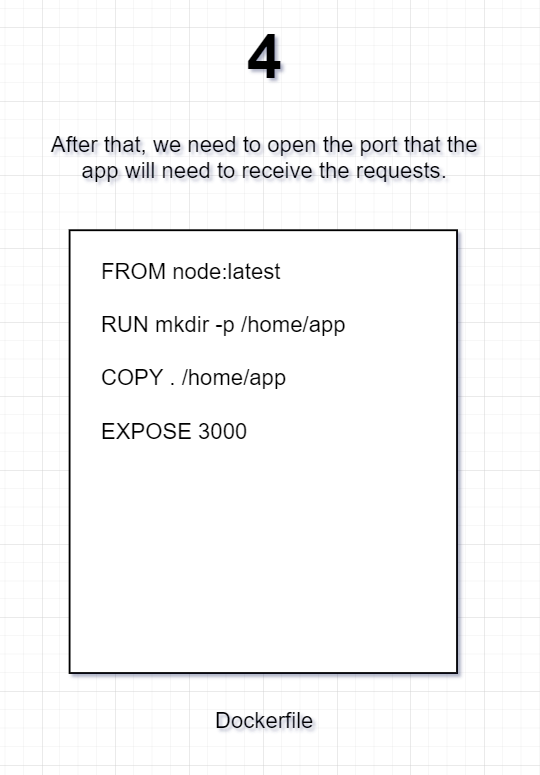 4
After that, we need to open the port that the
app will need to receive the requests.
FROM node:latest
RUN mkdir -p /home/app
COPY . /home/app
EXPOSE 3000
Dockerfile